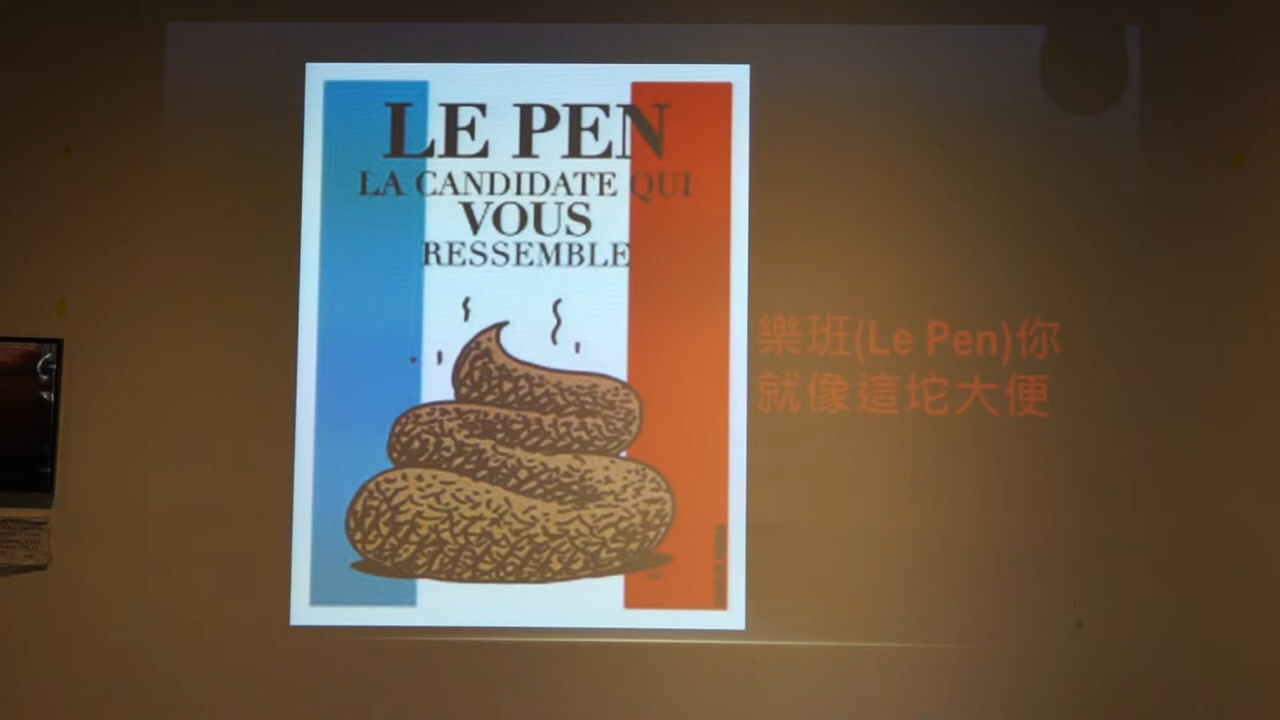 LE PEN
LA CANDIDATE QUI
VOUS
RESSEMBLE
樂班(Le Pen)你
就像這坨大便